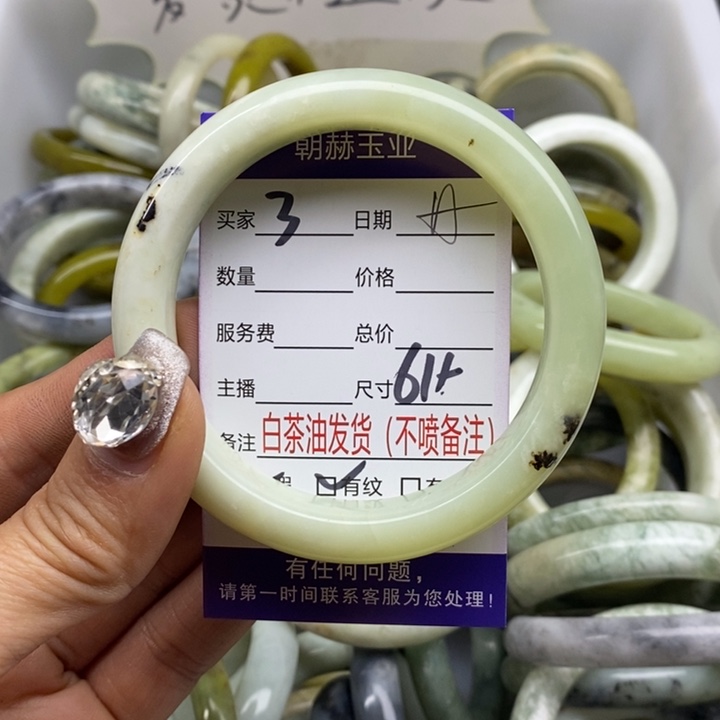 朝赫玉业
买家 3 日期
数量 价格
服务费 总价
主播 尺寸 61+
备注 白茶油发货（不喷备注）
有纹
有任何问题，
请第一时间联系客服为您处理！